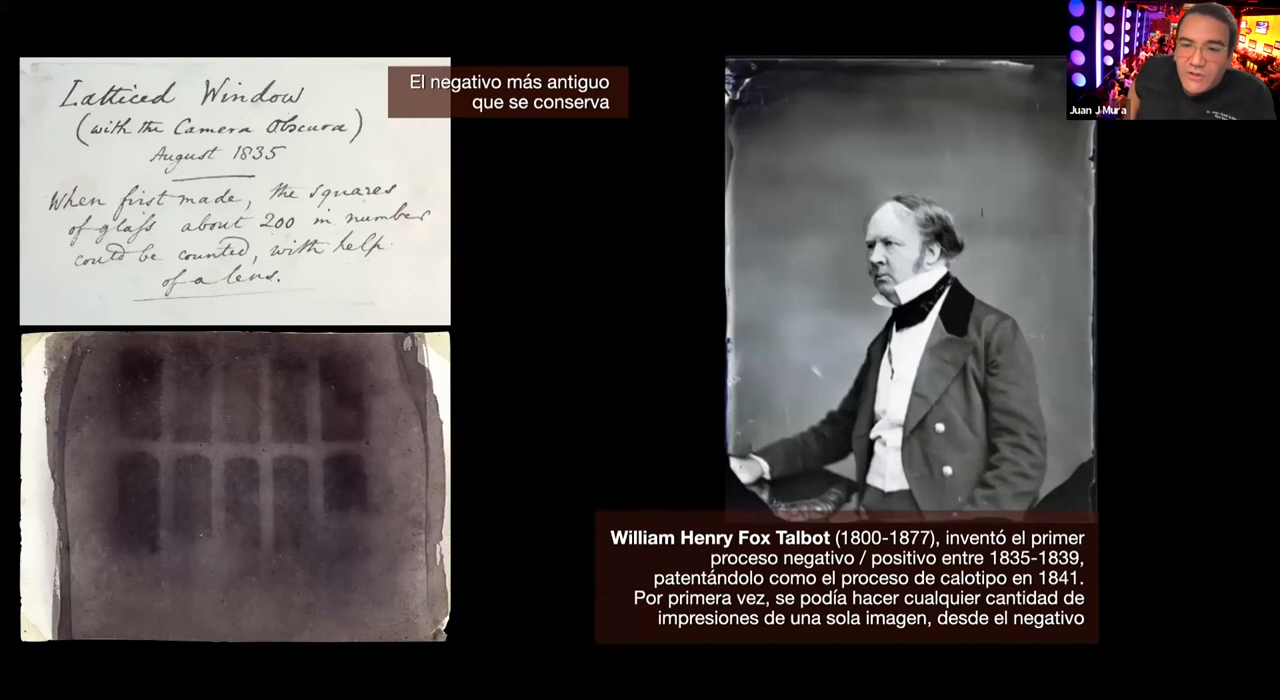 Latticed Window
(with the Camera Obscura)
August 1835
When first made, the squares
of glaſs about 200 in number
could be counted, with help
of a lens.
El negativo más antiguo
que se conserva
Juan J Mura
William Henry Fox Talbot (1800-1877), inventó el primer
proceso negativo / positivo entre 1835-1839,
patentándolo como el proceso de calotipo en 1841.
Por primera vez, se podía hacer cualquier cantidad de
impresiones de una sola imagen, desde el negativo